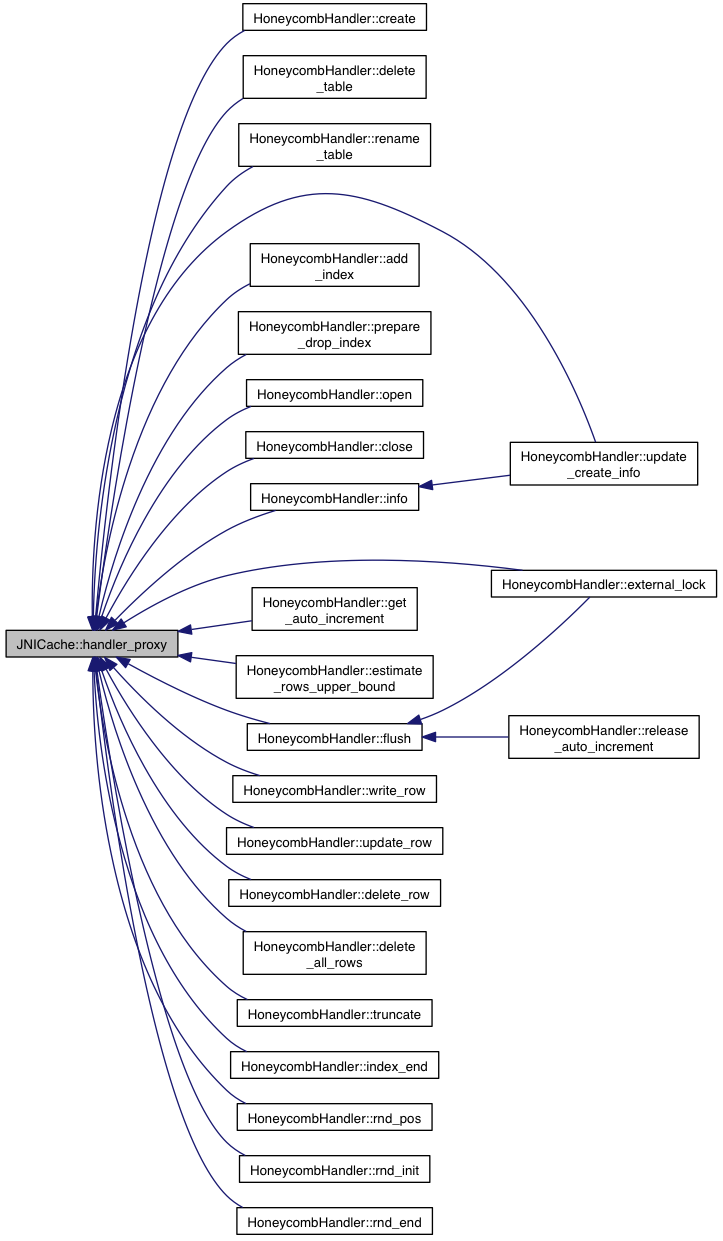 HoneycombHandler::create
HoneycombHandler::delete
_table
HoneycombHandler::rename
_table
HoneycombHandler::add
_index
HoneycombHandler::prepare
_drop_index
HoneycombHandler::open
HoneycombHandler::close
HoneycombHandler::info
HoneycombHandler::update
_create_info
HoneycombHandler::external_lock
HoneycombHandler::get
_auto_increment
JNICache::handler_proxy
HoneycombHandler::estimate
_rows_upper_bound
HoneycombHandler::flush
HoneycombHandler::release
_auto_increment
HoneycombHandler::write_row
HoneycombHandler::update_row
HoneycombHandler::delete_row
HoneycombHandler::delete
_all_rows
HoneycombHandler::truncate
HoneycombHandler::index_end
HoneycombHandler::rnd_pos
HoneycombHandler::rnd_init
HoneycombHandler::rnd_end